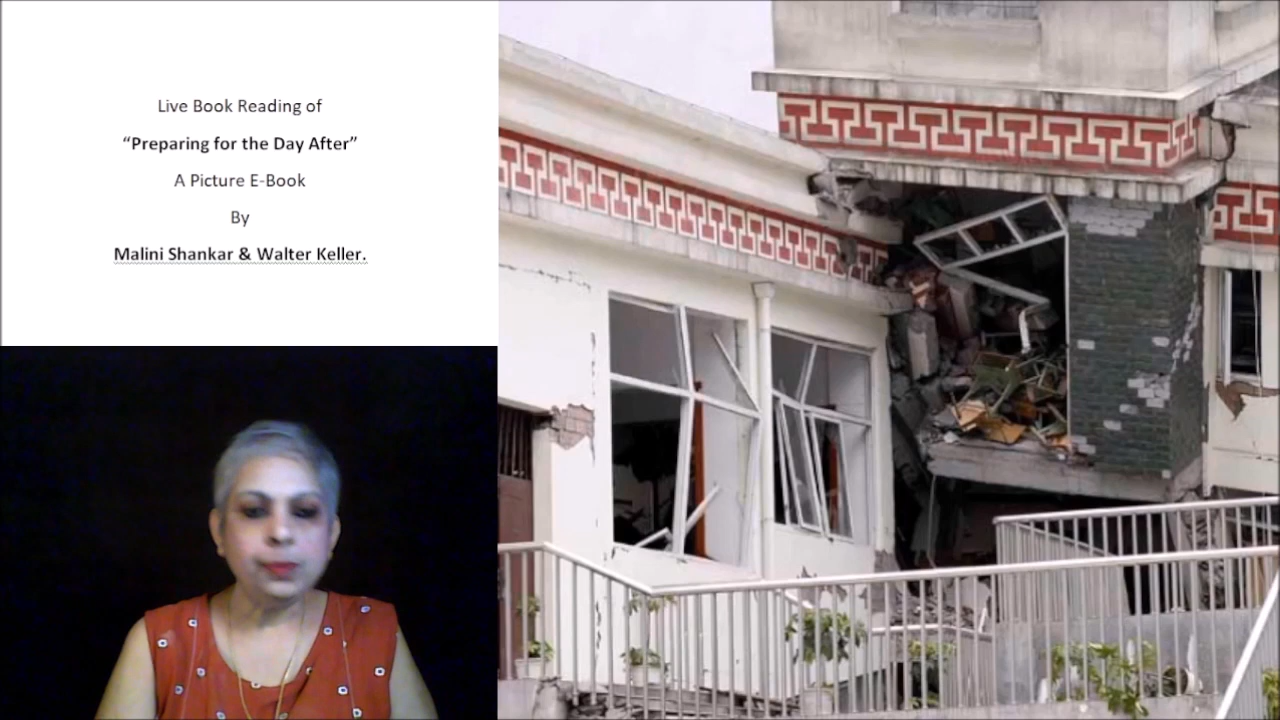 Live Book Reading of
“Preparing for the Day After”
A Picture E-Book
By
Malini Shankar & Walter Keller.